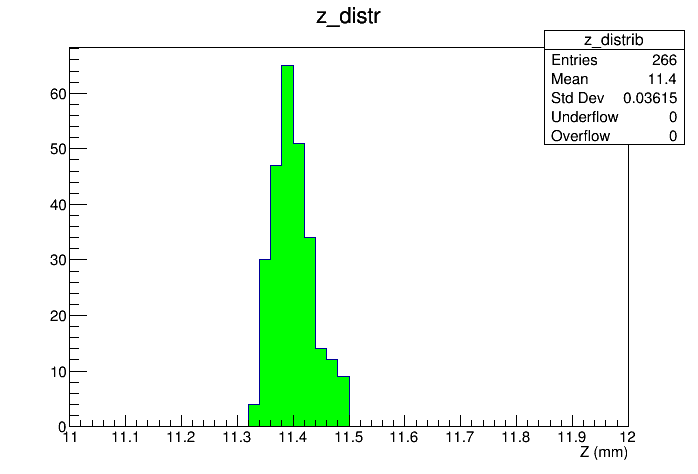 z_distr
z_distrib
Entries 266
Mean 11.4
Std Dev 0.03615
Underflow 0
Overflow 0
60
50
40
30
20
10
0
11 11.1 11.2 11.3 11.4 11.5 11.6 11.7 11.8 11.9 12
Z (mm)